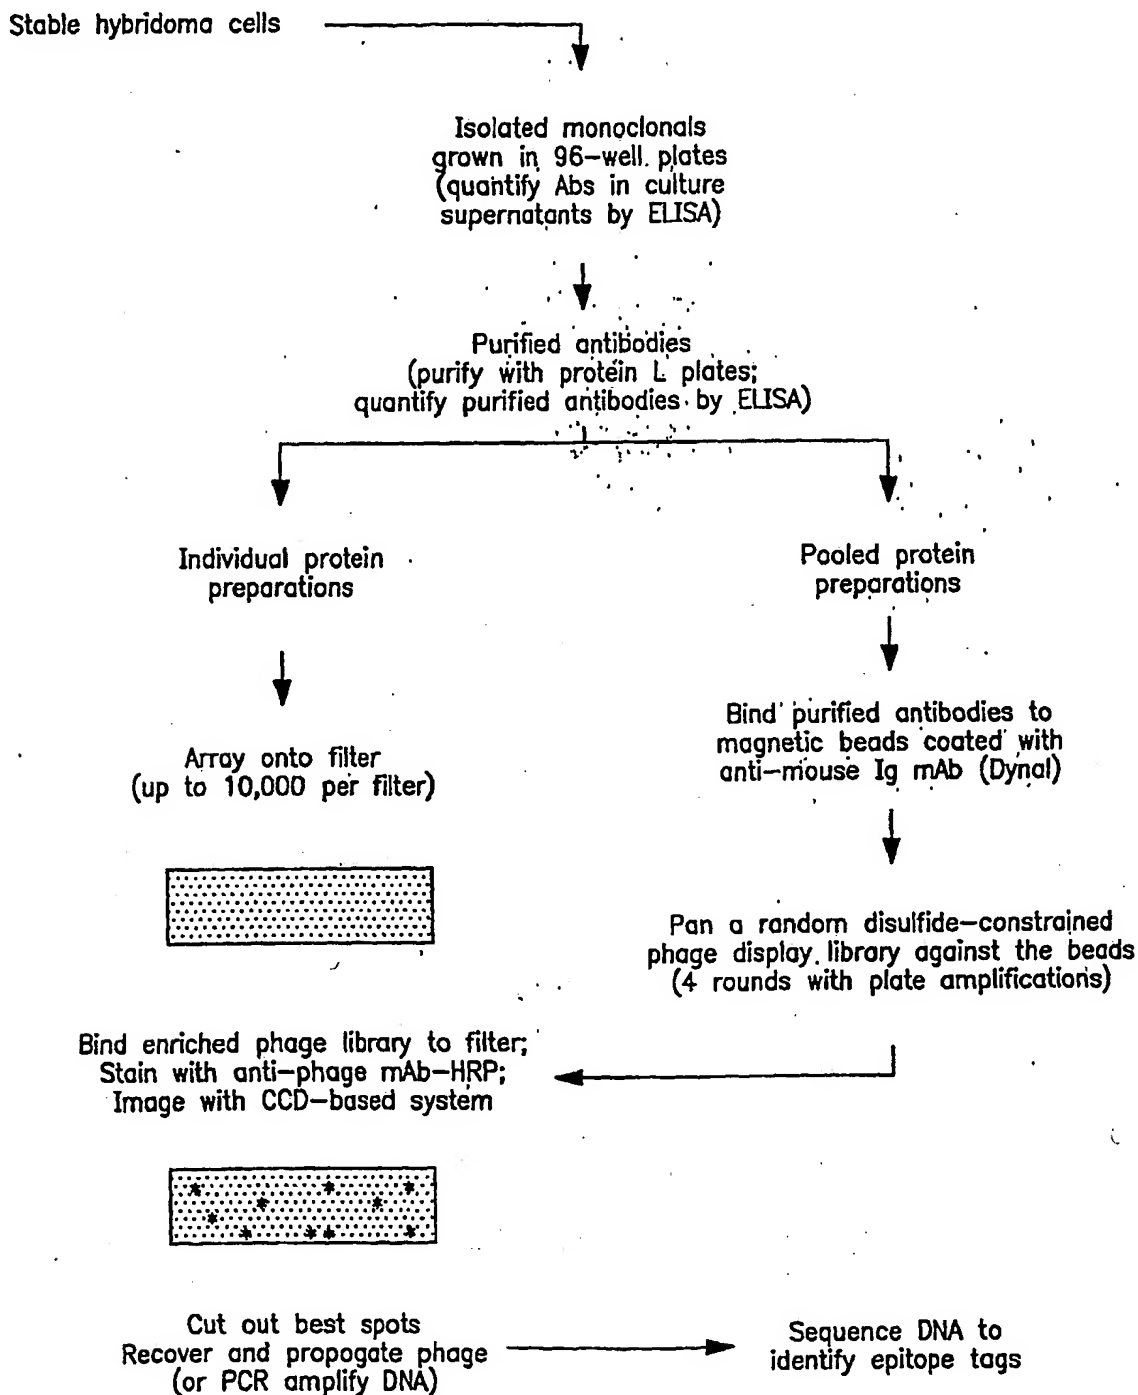 Stable hybridoma cells
Isolated monoclonals
grown in 96-well plates
(quantify Abs in culture
supernatants by ELISA)
Purified antibodies
(purify with protein L plates;
quantify purified antibodies by ELISA)
Individual protein
preparations
Pooled protein
preparations
Array onto filter
(up to 10,000 per filter)
Bind purified antibodies to
magnetic beads coated with
anti-mouse Ig mAb (Dynal)
Pan a random disulfide-constrained
phage display library against the beads
(4 rounds with plate amplifications)
Bind enriched phage library to filter;
Stain with anti-phage mAb-HRP;
Image with CCD-based system
Cut out best spots
Recover and propogate phage
(or PCR amplify DNA)
Sequence DNA to
identify epitope tags